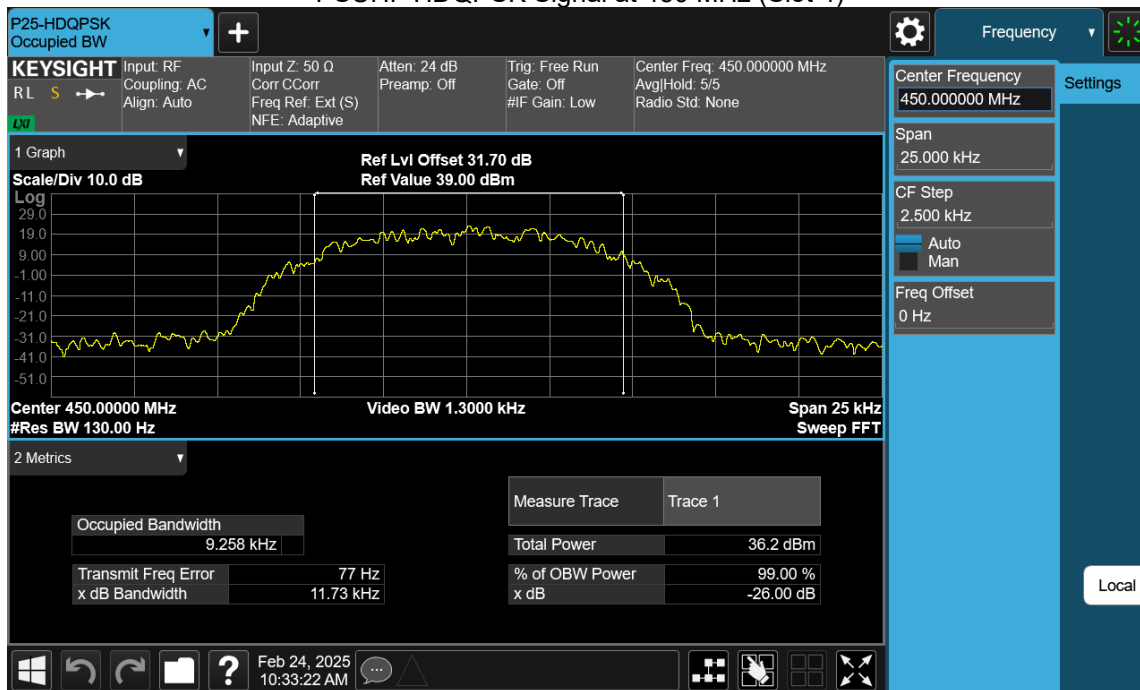 P25-HDQPSK
Occupied BW
Frequency
KEYSIGHT
RL S
LXI
Input: RF
Coupling: AC
Align: Auto
Input Z: 50 Ω
Corr CCorr
Freq Ref: Ext (S)
NFE: Adaptive
Atten: 24 dB
Preamp: Off
Trig: Free Run
Gate: Off
#IF Gain: Low
Center Freq: 450.000000 MHz
Avg|Hold: 5/5
Radio Std: None
Center Frequency
450.000000 MHz
Settings
Span
25.000 kHz
CF Step
2.500 kHz
Auto
Man
Freq Offset
0 Hz
Local
1 Graph
Scale/Div 10.0 dB
Ref Lvl Offset 31.70 dB
Ref Value 39.00 dBm
Log
29.0
19.0
9.00
-1.00
-11.0
-21.0
-31.0
-41.0
-51.0
Center 450.00000 MHz
#Res BW 130.00 Hz
Video BW 1.3000 kHz
Span 25 kHz
Sweep FFT
2 Metrics
Measure Trace Trace 1
Occupied Bandwidth
9.258 kHz
Total Power 36.2 dBm
Transmit Freq Error 77 Hz
% of OBW Power 99.00 %
x dB Bandwidth 11.73 kHz
x dB -26.00 dB
?
Feb 24, 2025
10:33:22 AM